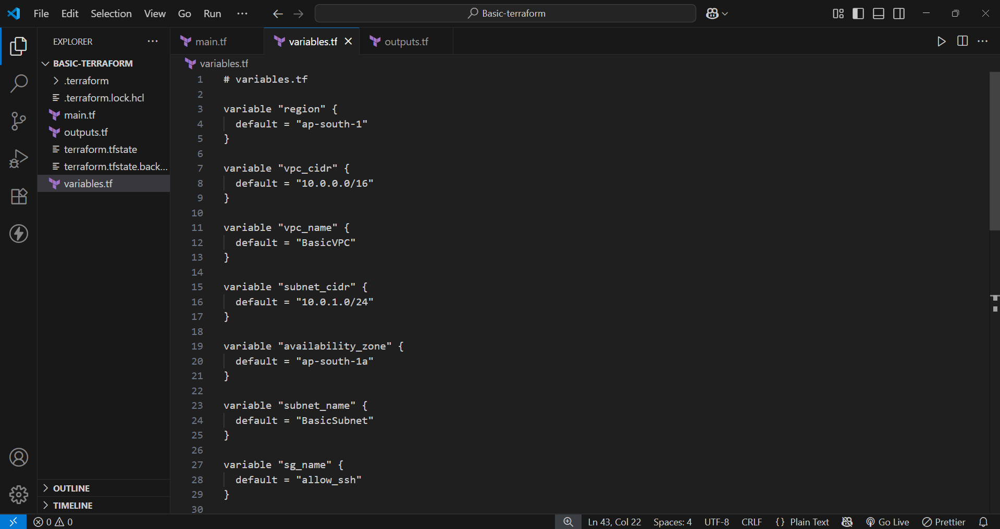 File Edit Selection View Go Run ···
Basic-terraform
EXPLORER
BASIC-TERRAFORM
.terraform
.terraform.lock.hcl
main.tf
outputs.tf
terraform.tfstate
terraform.tfstate.back...
variables.tf
OUTLINE
TIMELINE
main.tf variables.tf outputs.tf
variables.tf
1 # variables.tf
2
3 variable "region" {
4 default = "ap-south-1"
5 }
6
7 variable "vpc_cidr" {
8 default = "10.0.0.0/16"
9 }
10
11 variable "vpc_name" {
12 default = "BasicVPC"
13 }
14
15 variable "subnet_cidr" {
16 default = "10.0.1.0/24"
17 }
18
19 variable "availability_zone" {
20 default = "ap-south-1a"
21 }
22
23 variable "subnet_name" {
24 default = "BasicSubnet"
25 }
26
27 variable "sg_name" {
28 default = "allow_ssh"
29 }
30
0 0 Ln 43, Col 22 Spaces: 4 UTF-8 CRLF {} Plain Text Go Live Prettier